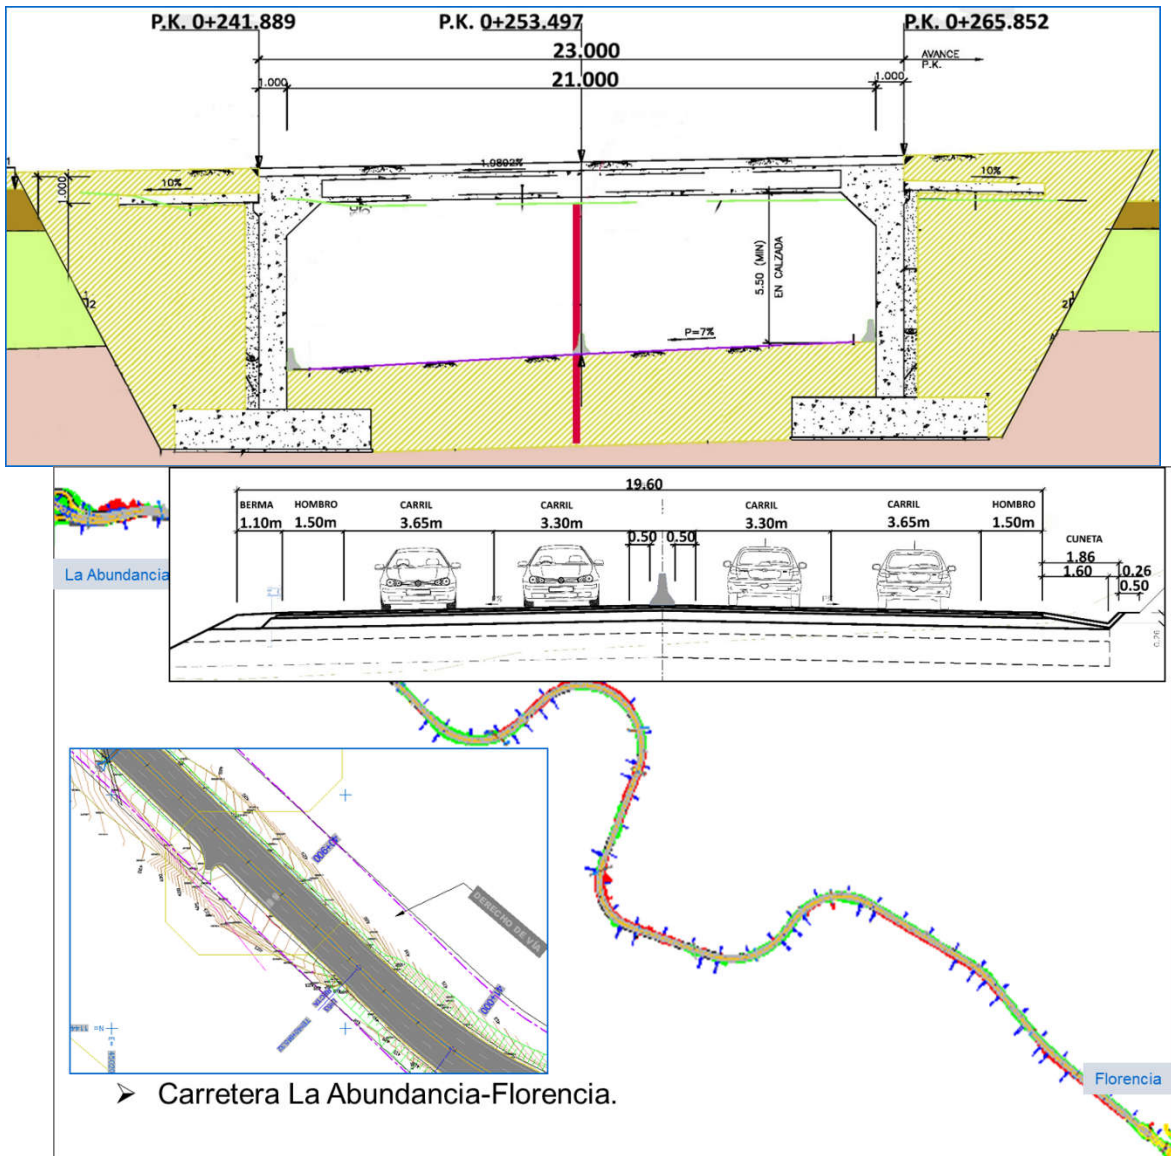 P.K. 0+241.889
P.K. 0+253.497
P.K. 0+265.852
23.000
AVANCE
P.K.
1.000
21.000
1.000
1.9802%
10%
10%
1.000
5.50 (MIN)
EN CALZADA
P=7%
2
2
19.60
BERMA
1.10m
HOMBRO
1.50m
CARRIL
3.65m
CARRIL
3.30m
0.50
0.50
CARRIL
3.30m
CARRIL
3.65m
HOMBRO
1.50m
CUNETA
1.86
1.60
0.26
0.50
0.26
La Abundancia
DERECHO DE VÍA
Florencia
➢ Carretera La Abundancia-Florencia.